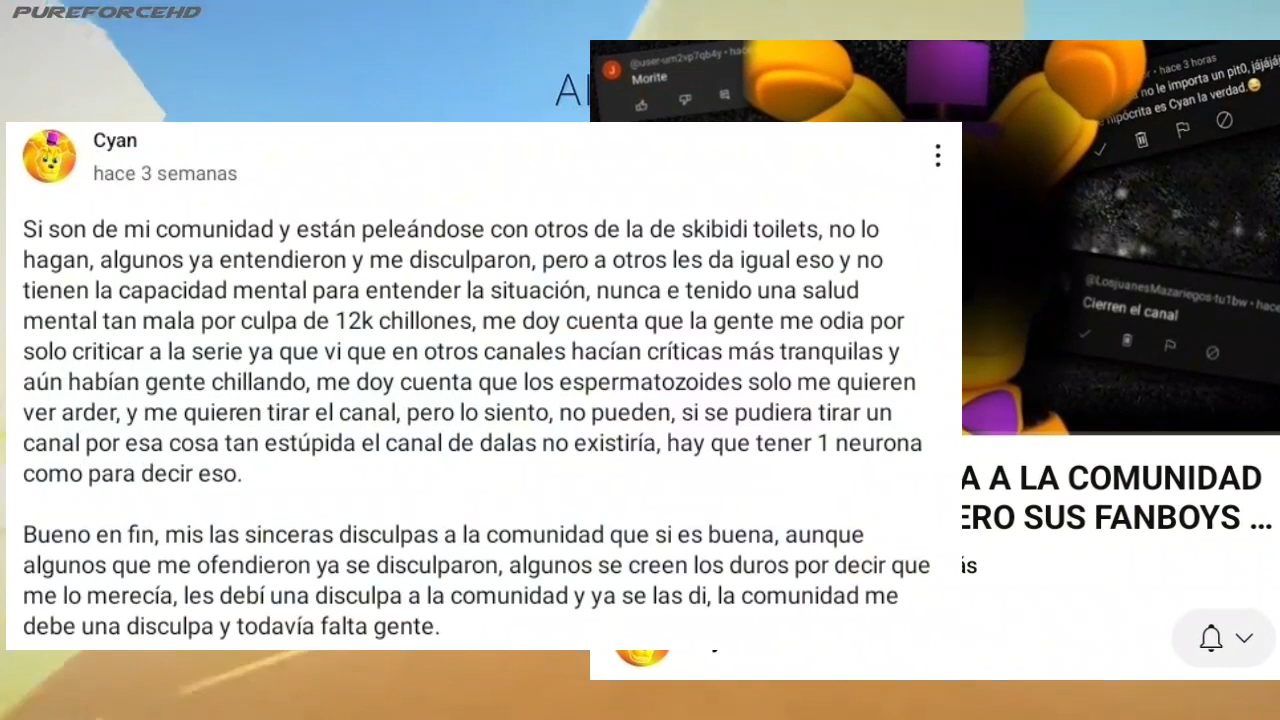 PUREFORCEHD
Al
@user-um2vp7qb4y • hace
Morite
• hace 3 horas
no le importa un pit0, jájájá
hipócrita es Cyan la verdad.😅
@LosjuanesMazariegos-tu1bw • hace
Cierren el canal
Cyan
hace 3 semanas
Si son de mi comunidad y están peleándose con otros de la de skibidi toilets, no lo
hagan, algunos ya entendieron y me disculparon, pero a otros les da igual eso y no
tienen la capacidad mental para entender la situación, nunca e tenido una salud
mental tan mala por culpa de 12k chillones, me doy cuenta que la gente me odia por
solo criticar a la serie ya que vi que en otros canales hacían críticas más tranquilas y
aún habían gente chillando, me doy cuenta que los espermatozoides solo me quieren
ver arder, y me quieren tirar el canal, pero lo siento, no pueden, si se pudiera tirar un
canal por esa cosa tan estúpida el canal de dalas no existiría, hay que tener 1 neurona
como para decir eso.
Bueno en fin, mis las sinceras disculpas a la comunidad que si es buena, aunque
algunos que me ofendieron ya se disculparon, algunos se creen los duros por decir que
me lo merecía, les debí una disculpa a la comunidad y ya se las di, la comunidad me
debe una disculpa y todavía falta gente.
A A LA COMUNIDAD
ERO SUS FANBOYS ...
ás